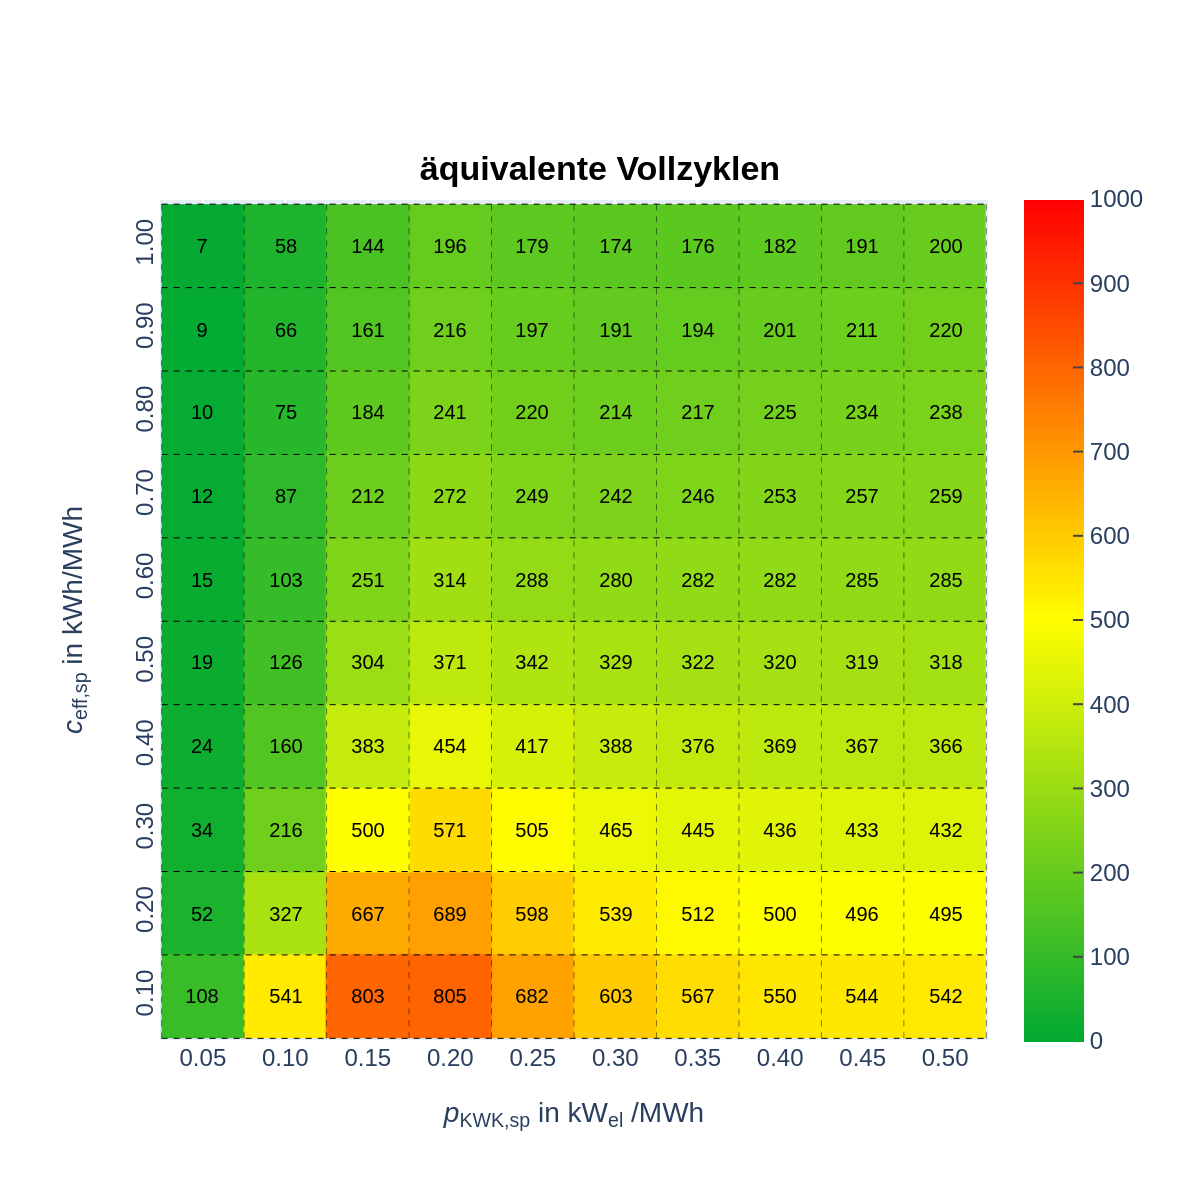 äquivalente Vollzyklen
1.00 7 58 144 196 179 174 176 182 191 200
0.90 9 66 161 216 197 191 194 201 211 220
0.80 10 75 184 241 220 214 217 225 234 238
0.70 12 87 212 272 249 242 246 253 257 259
0.60 15 103 251 314 288 280 282 282 285 285
0.50 19 126 304 371 342 329 322 320 319 318
0.40 24 160 383 454 417 388 376 369 367 366
0.30 34 216 500 571 505 465 445 436 433 432
0.20 52 327 667 689 598 539 512 500 496 495
0.10 108 541 803 805 682 603 567 550 544 542
0.05 0.10 0.15 0.20 0.25 0.30 0.35 0.40 0.45 0.50
p_KWK,sp in kW_el /MWh
c_eff,sp in kWh/MWh
1000
900
800
700
600
500
400
300
200
100
0